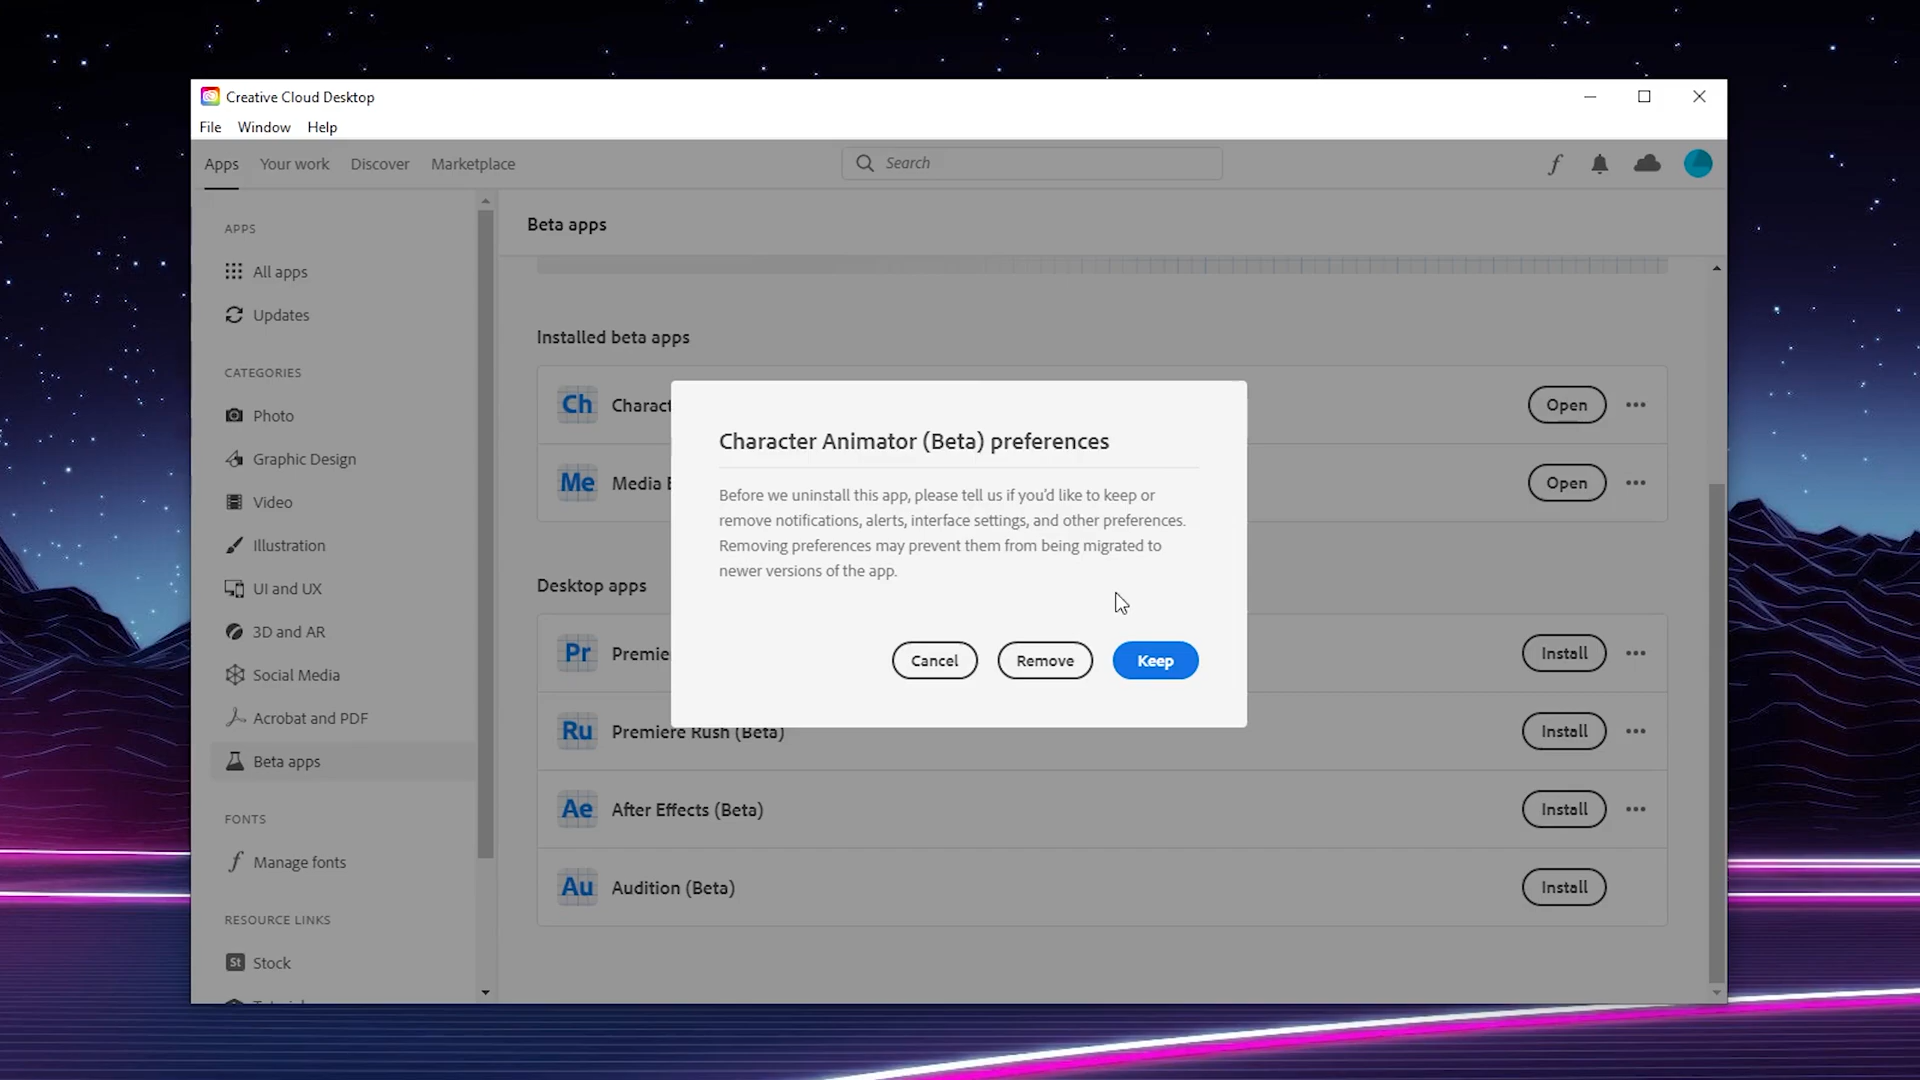 Creative Cloud Desktop
File Window Help
Apps Your work Discover Marketplace
Search
APPS
All apps
Updates
CATEGORIES
Photo
Graphic Design
Video
Illustration
UI and UX
3D and AR
Social Media
Acrobat and PDF
Beta apps
FONTS
Manage fonts
RESOURCE LINKS
St Stock
Beta apps
Installed beta apps
Ch Charact
Open
Me Media
Open
Desktop apps
Pr Premie
Install
Ru Premiere Rush (Beta)
Install
Ae After Effects (Beta)
Install
Au Audition (Beta)
Install
Character Animator (Beta) preferences
Before we uninstall this app, please tell us if you'd like to keep or
remove notifications, alerts, interface settings, and other preferences.
Removing preferences may prevent them from being migrated to
newer versions of the app.
Cancel Remove Keep